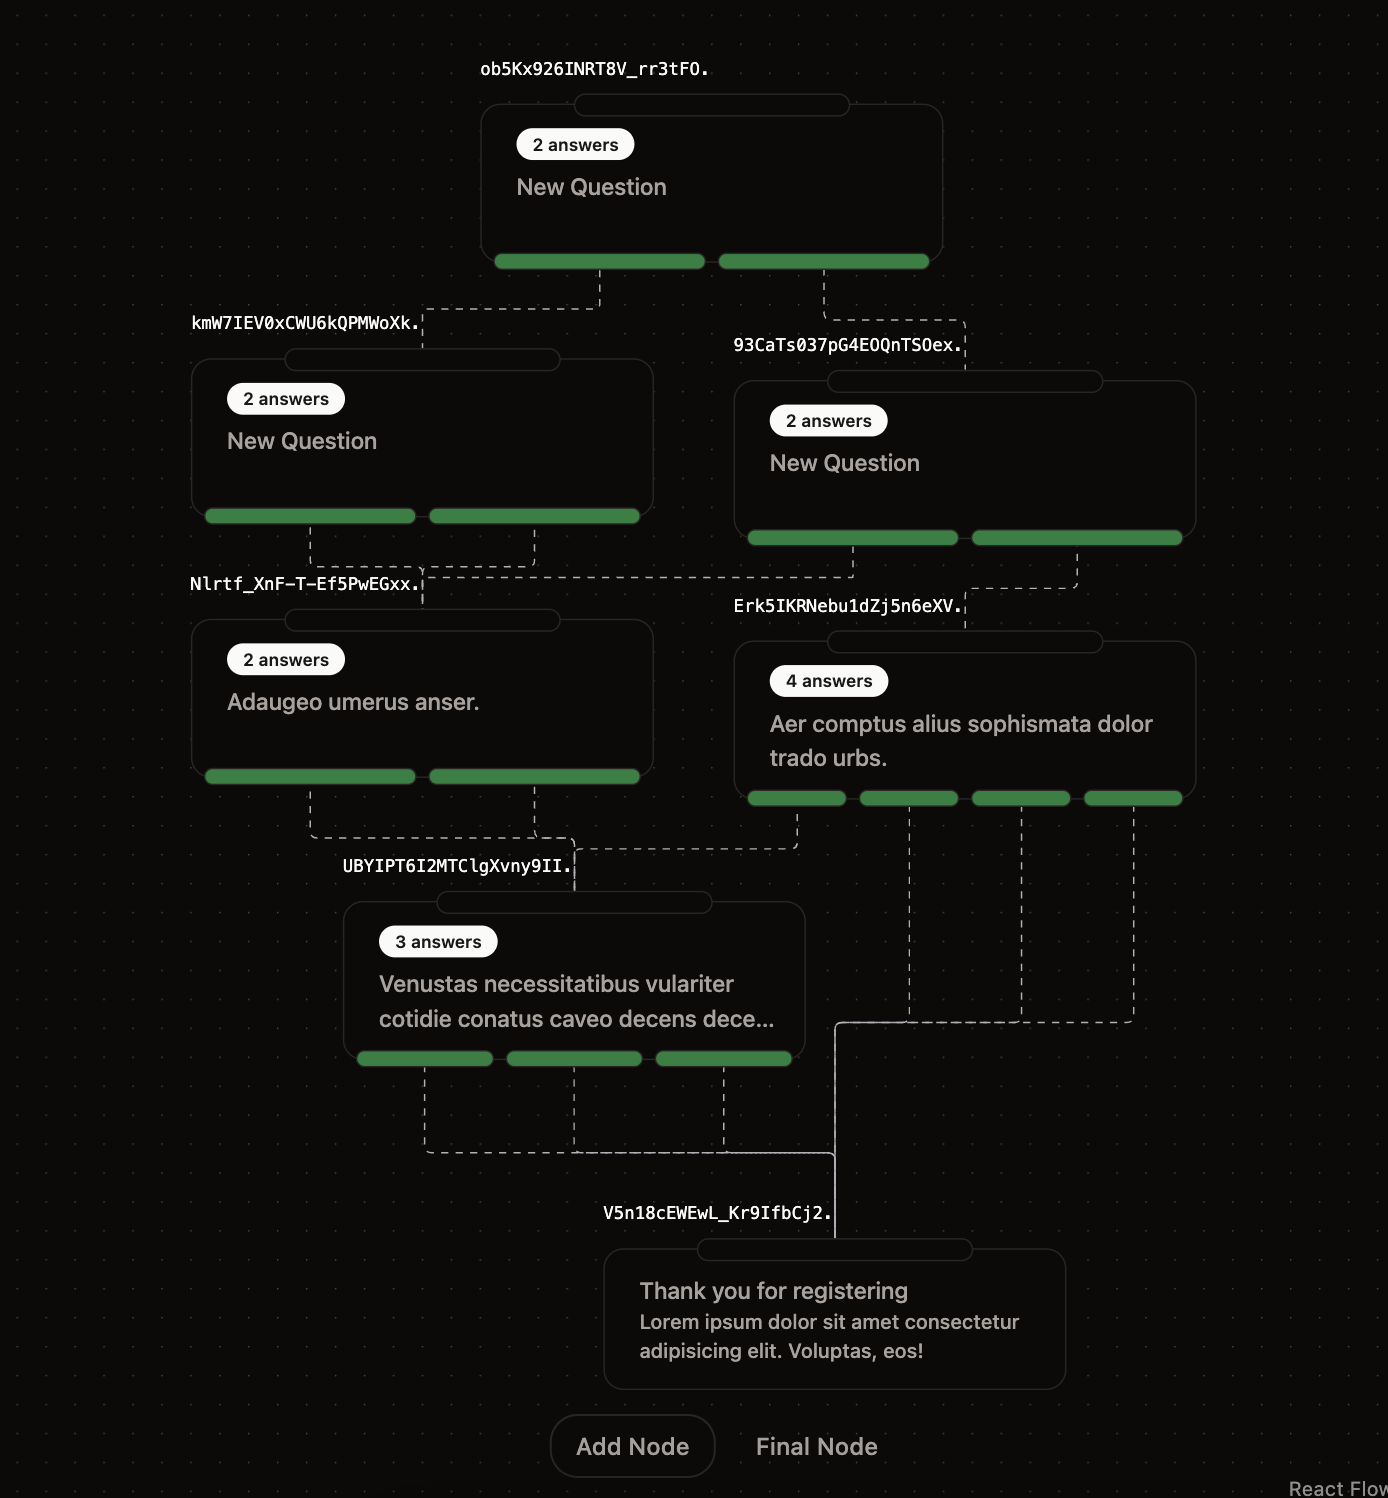 ob5Kx926INRT8V_rr3tFO.
2 answers
New Question
kmW7IEV0xCWU6kQPMWoXk.
2 answers
New Question
93CaTs037pG4EOQnTSOex.
2 answers
New Question
Nlrtf_XnF-T-Ef5PwEGxx.
2 answers
Adaugeo umerus anser.
Erk5IKRNebu1dZj5n6eXV.
4 answers
Aer comptus alius sophismata dolor
trado urbs.
UBYIPT6I2MTClgXvny9II.
3 answers
Venustas necessitatibus vulariter
cotidie conatus caveo decens dece...
V5n18cEWEwL_Kr9IfbCj2.
Thank you for registering
Lorem ipsum dolor sit amet consectetur
adipisicing elit. Voluptas, eos!
Add Node
Final Node
React Flow